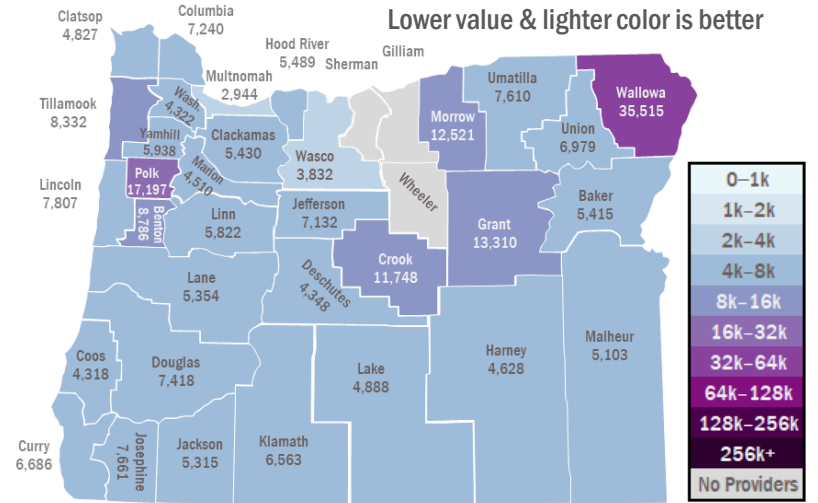 Lower value & lighter color is better
Clatsop
4,827
Columbia
7,240
Hood River
5,489
Sherman
Gilliam
Multnomah
2,944
Tillamook
8,332
Wash.
4,322
Yamhill
5,938
Clackamas
5,430
Wasco
3,832
Morrow
12,521
Umatilla
7,610
Union
6,979
Wallowa
35,515
Polk
17,197
Marion
4,510
Lincoln
7,807
Benton
8,786
Linn
5,822
Jefferson
7,132
Wheeler
Grant
13,310
Baker
5,415
Crook
11,748
Deschutes
4,348
Lane
5,354
Coos
4,318
Douglas
7,418
Lake
4,888
Harney
4,628
Malheur
5,103
Curry
6,686
Josephine
7,661
Jackson
5,315
Klamath
6,563
0–1k
1k–2k
2k–4k
4k–8k
8k–16k
16k–32k
32k–64k
64k–128k
128k–256k
256k+
No Providers